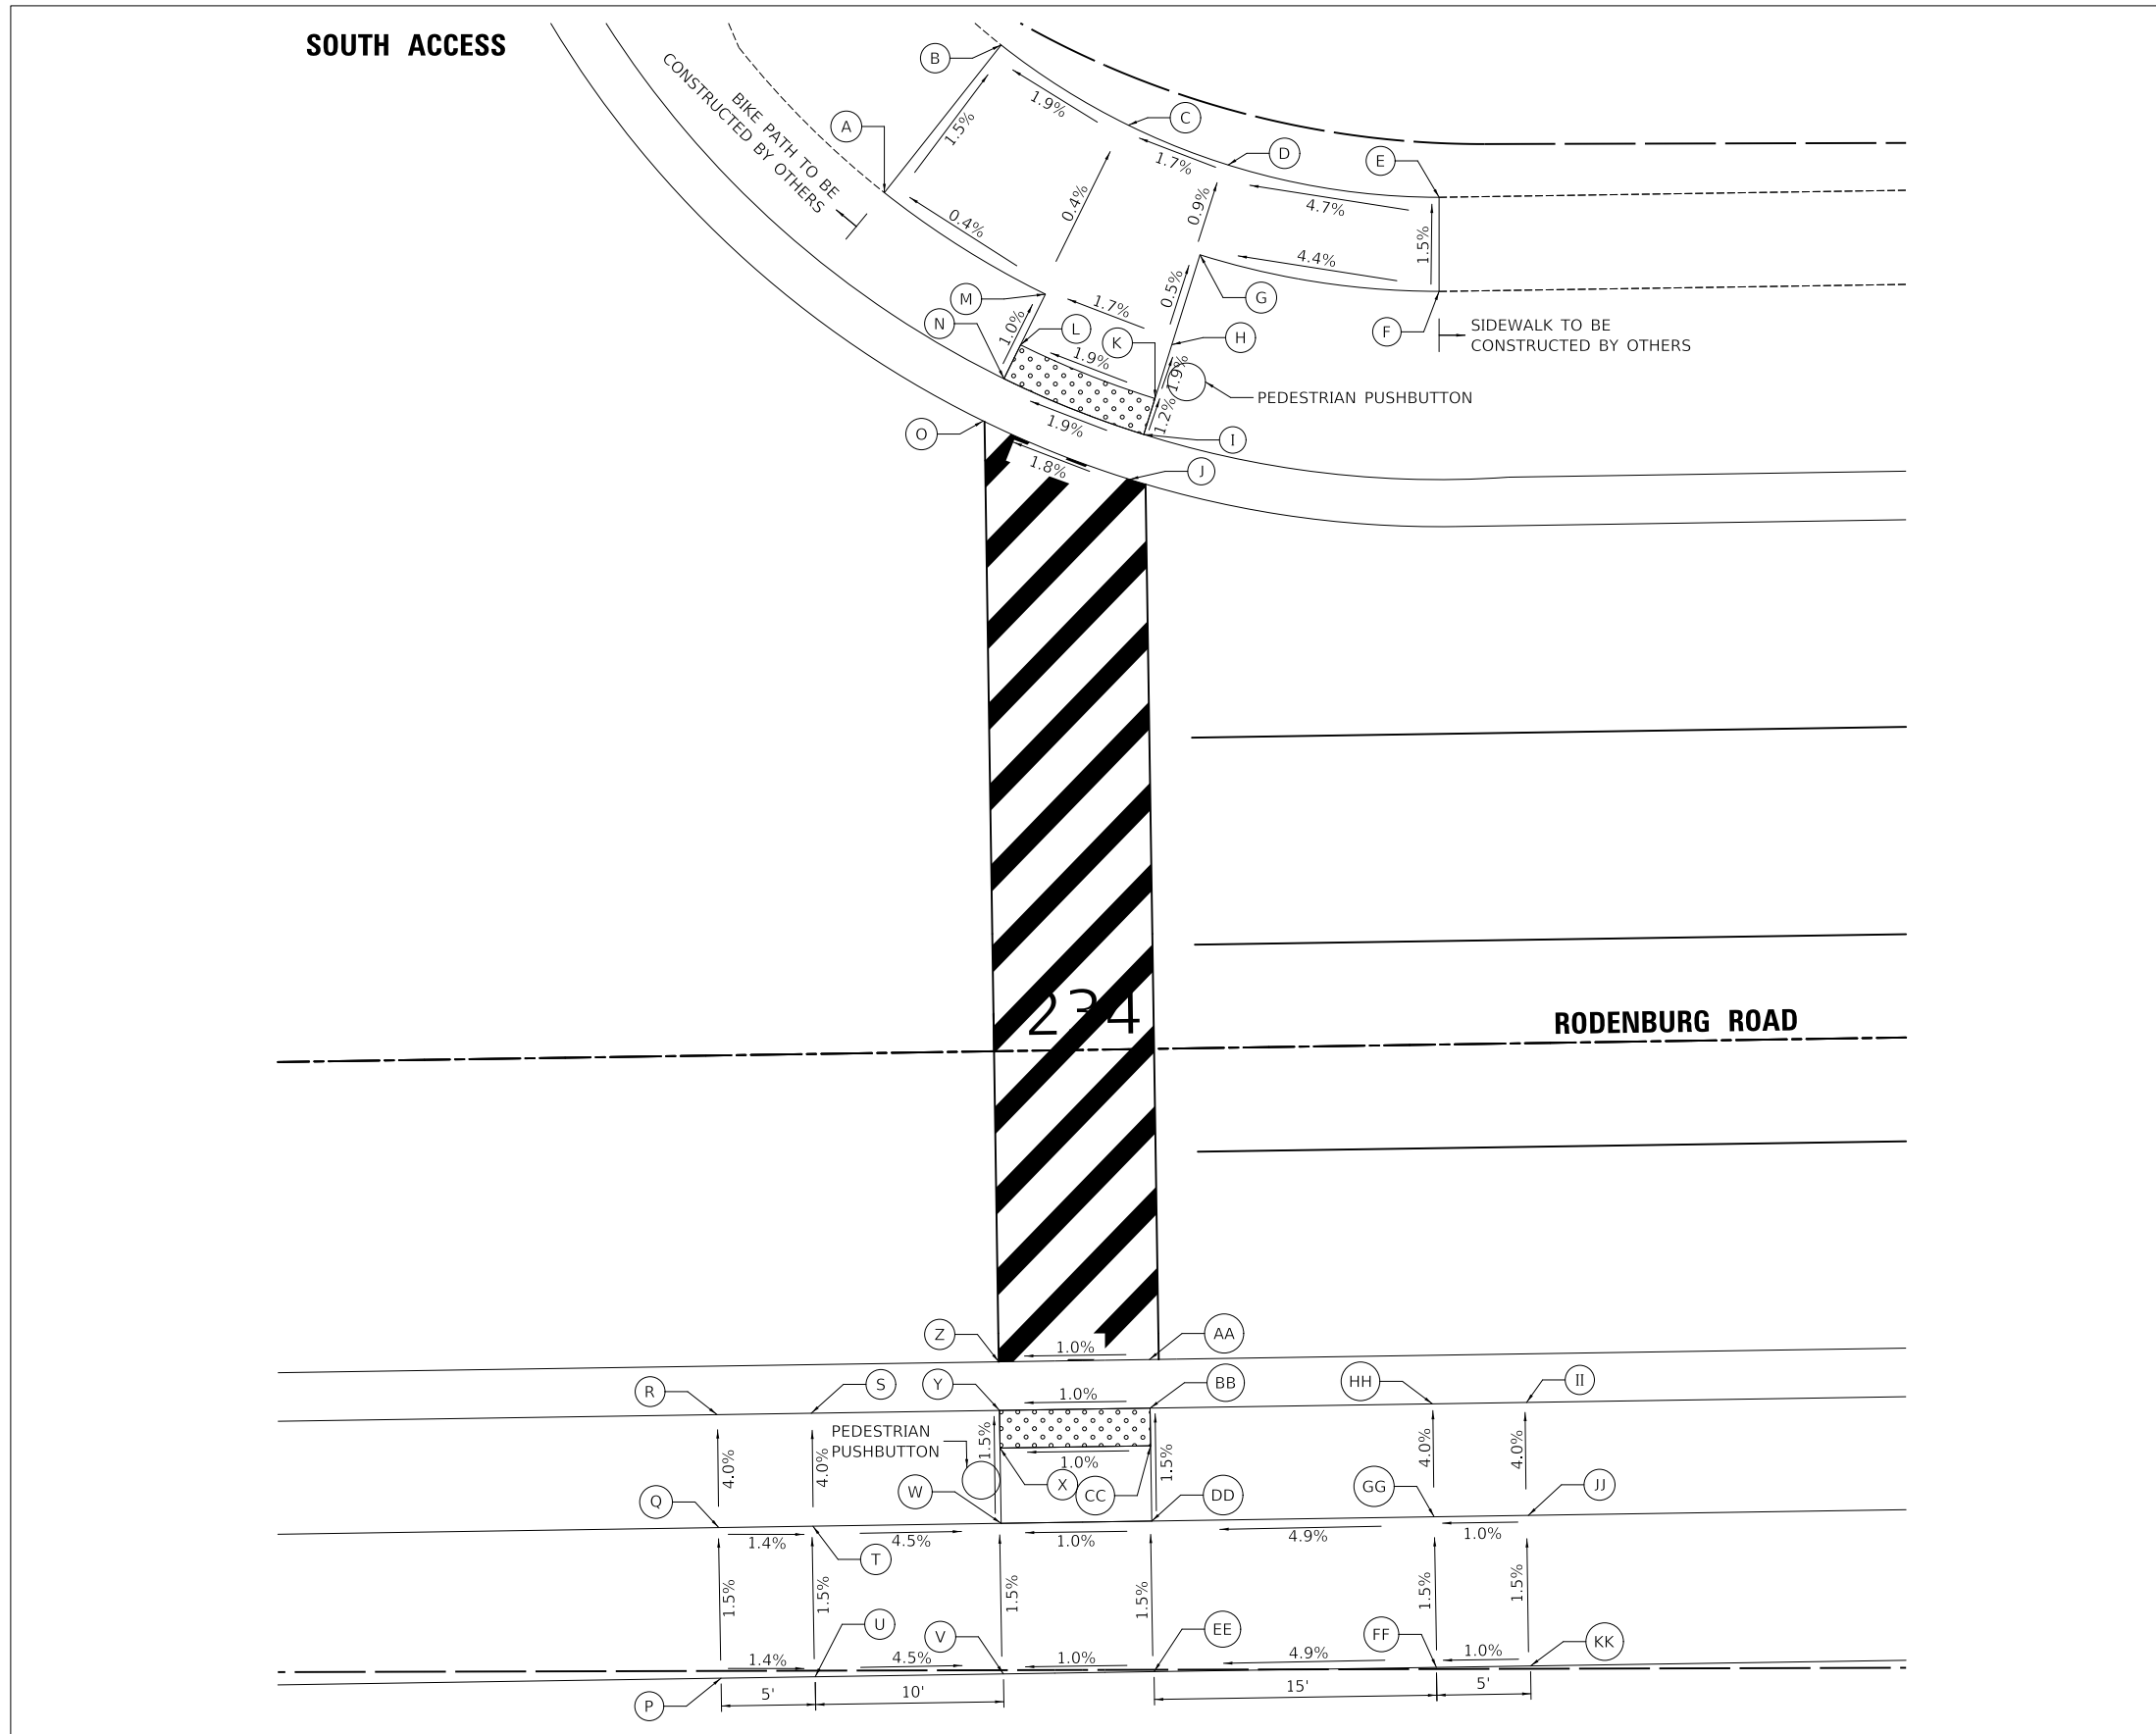 SOUTH ACCESS
B
BIKE PATH TO BE
CONSTRUCTED BY OTHERS
A
1.9%
1.5%
C
1.7%
D
E
0.4%
0.4%
0.9%
4.7%
1.5%
4.4%
M
N
1.0%
L
1.7%
K
0.5%
G
H
F
SIDEWALK TO BE
CONSTRUCTED BY OTHERS
1.9%
1.9%
PEDESTRIAN PUSHBUTTON
1.2%
1.9%
O
I
1.8%
J
234
RODENBURG ROAD
Z
1.0%
AA
R
S
Y
1.0%
BB
HH
II
PEDESTRIAN
PUSHBUTTON
4.0%
4.0%
1.5%
1.0%
1.5%
4.0%
4.0%
Q
W
X
CC
DD
GG
JJ
1.4%
T
4.5%
1.0%
4.9%
1.0%
1.5%
1.5%
1.5%
1.5%
1.5%
1.5%
U
V
EE
FF
KK
1.4%
4.5%
1.0%
4.9%
1.0%
P
5'
10'
15'
5'